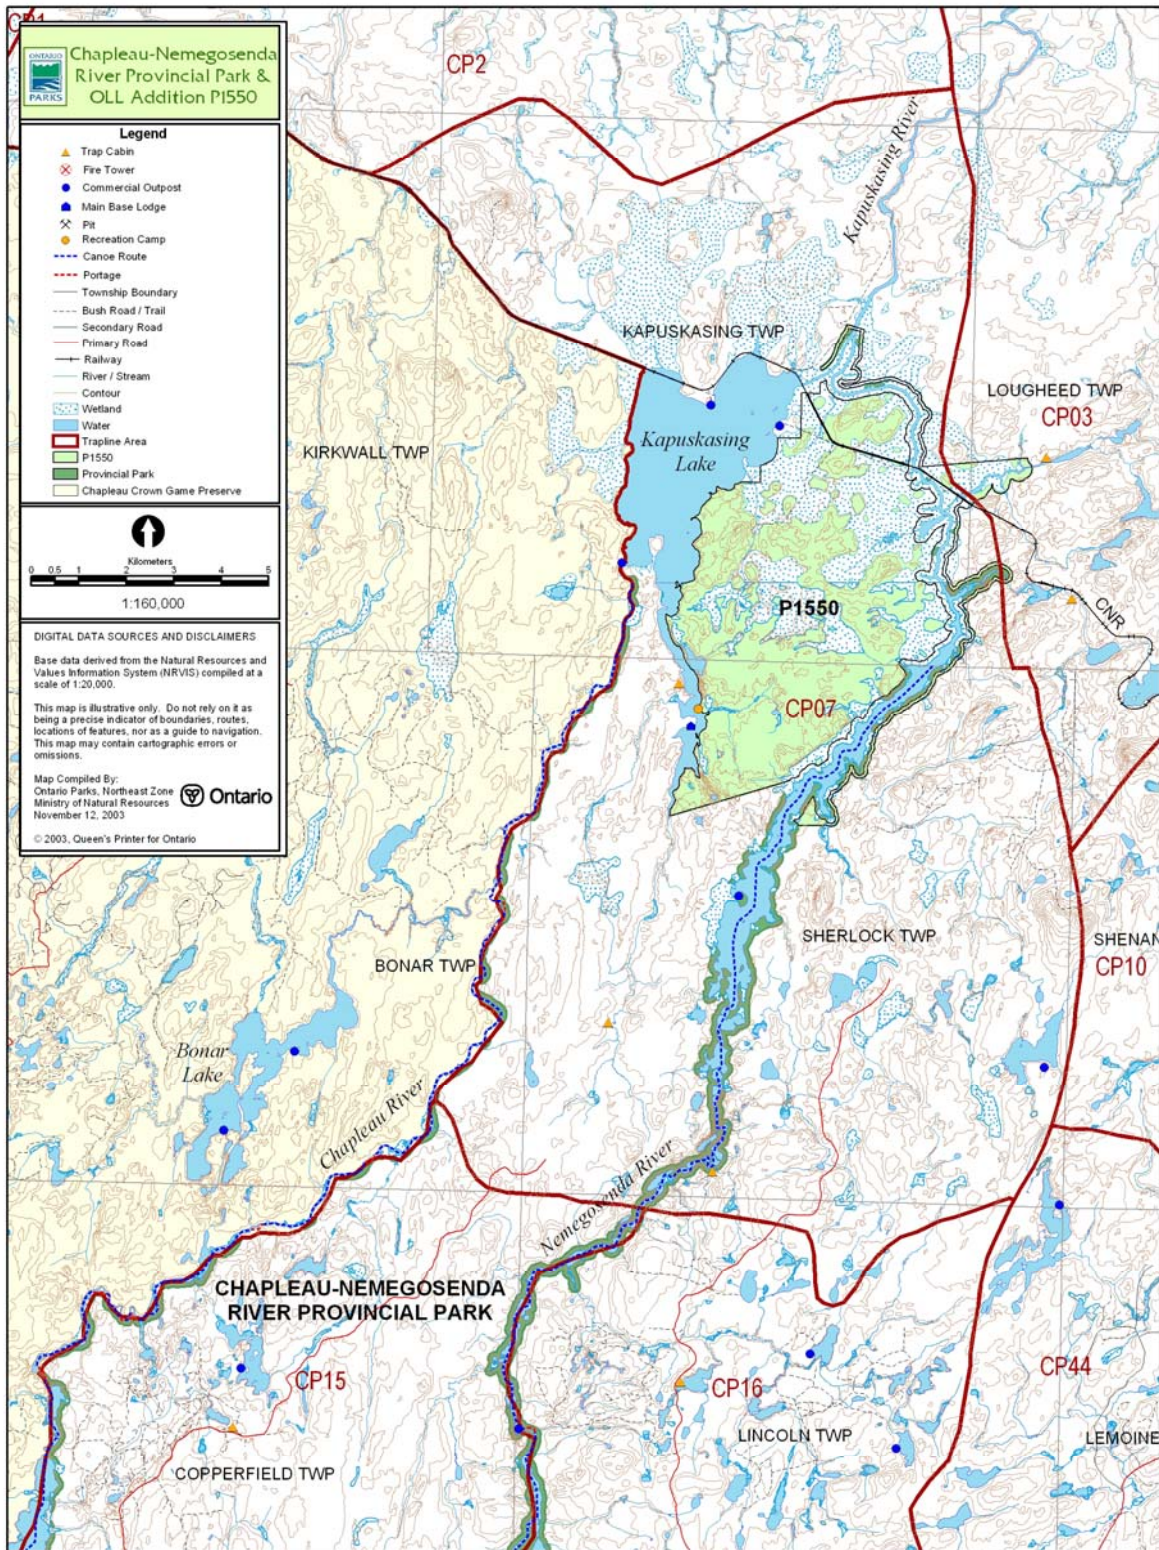 CP1
ONTARIO
PARKS
Chapleau-Nemegosenda
River Provincial Park &
OLL Addition P1550
Legend
Trap Cabin
Fire Tower
Commercial Outpost
Main Base Lodge
Pit
Recreation Camp
Canoe Route
Portage
Township Boundary
Bush Road / Trail
Secondary Road
Primary Road
Railway
River / Stream
Contour
Wetland
Water
Trapline Area
P1550
Provincial Park
Chapleau Crown Game Preserve
Kilometers
0 0.5 1 2 3 4 5
1:160,000
DIGITAL DATA SOURCES AND DISCLAIMERS
Base data derived from the Natural Resources and
Values Information System (NRVIS) compiled at a
scale of 1:20,000.
This map is illustrative only. Do not rely on it as
being a precise indicator of boundaries, routes,
locations of features, nor as a guide to navigation.
This map may contain cartographic errors or
omissions.
Map Compiled By:
Ontario Parks, Northeast Zone
Ministry of Natural Resources
November 12, 2003
Ontario
© 2003, Queen's Printer for Ontario
CP2
Kapuskasing River
KAPUSKASING TWP
LOUGHEED TWP
CP03
KIRKWALL TWP
Kapuskasing
Lake
P1550
CNR
CP07
SHERLOCK TWP
SHENAN
CP10
BONAR TWP
Bonar
Lake
Chapleau River
Nemegosenda River
CHAPLEAU-NEMEGOSENDA
RIVER PROVINCIAL PARK
CP15
CP16
CP44
LINCOLN TWP
LEMOINE
COPPERFIELD TWP